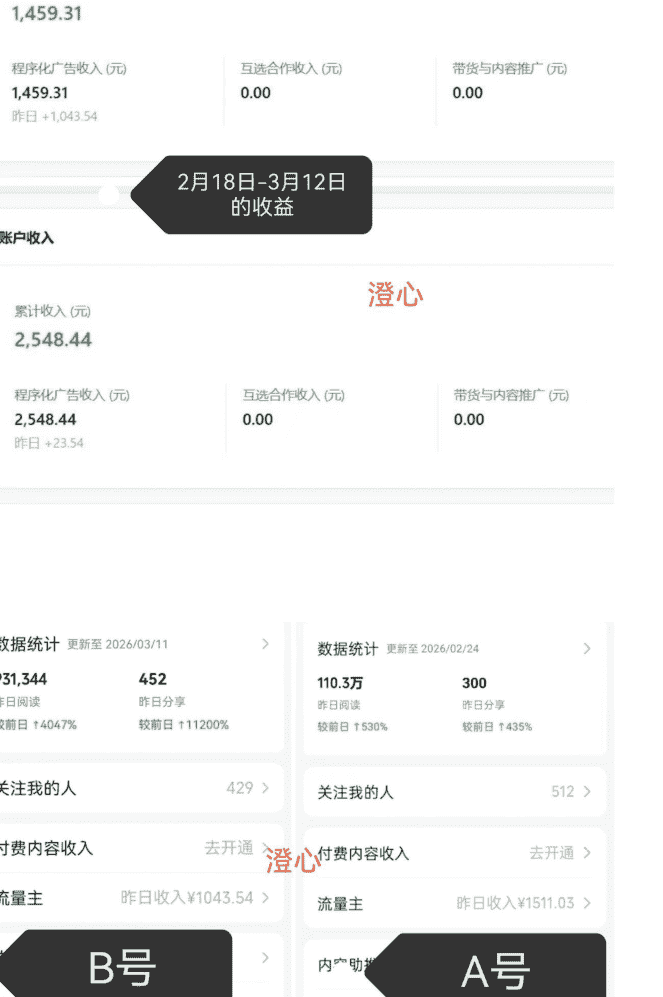 1,459.31
程序化广告收入 (元)
互选合作收入 (元)
带货与内容推广 (元)
1,459.31
0.00
0.00
昨日 +1,043.54
2月18日-3月12日
的收益
账户收入
澄心
累计收入 (元)
2,548.44
程序化广告收入 (元)
互选合作收入 (元)
带货与内容推广 (元)
2,548.44
0.00
0.00
昨日 +23.54
数据统计 更新至 2026/03/11
931,344
452
昨日阅读
昨日分享
较前日 ↑4047%
较前日 ↑11200%
关注我的人
429
付费内容收入
去开通
流量主
昨日收入¥1043.54
B号
数据统计 更新至 2026/02/24
110.3万
300
昨日阅读
昨日分享
较前日 ↑530%
较前日 ↑435%
关注我的人
512
澄心
付费内容收入
去开通
流量主
昨日收入¥1511.03
A号